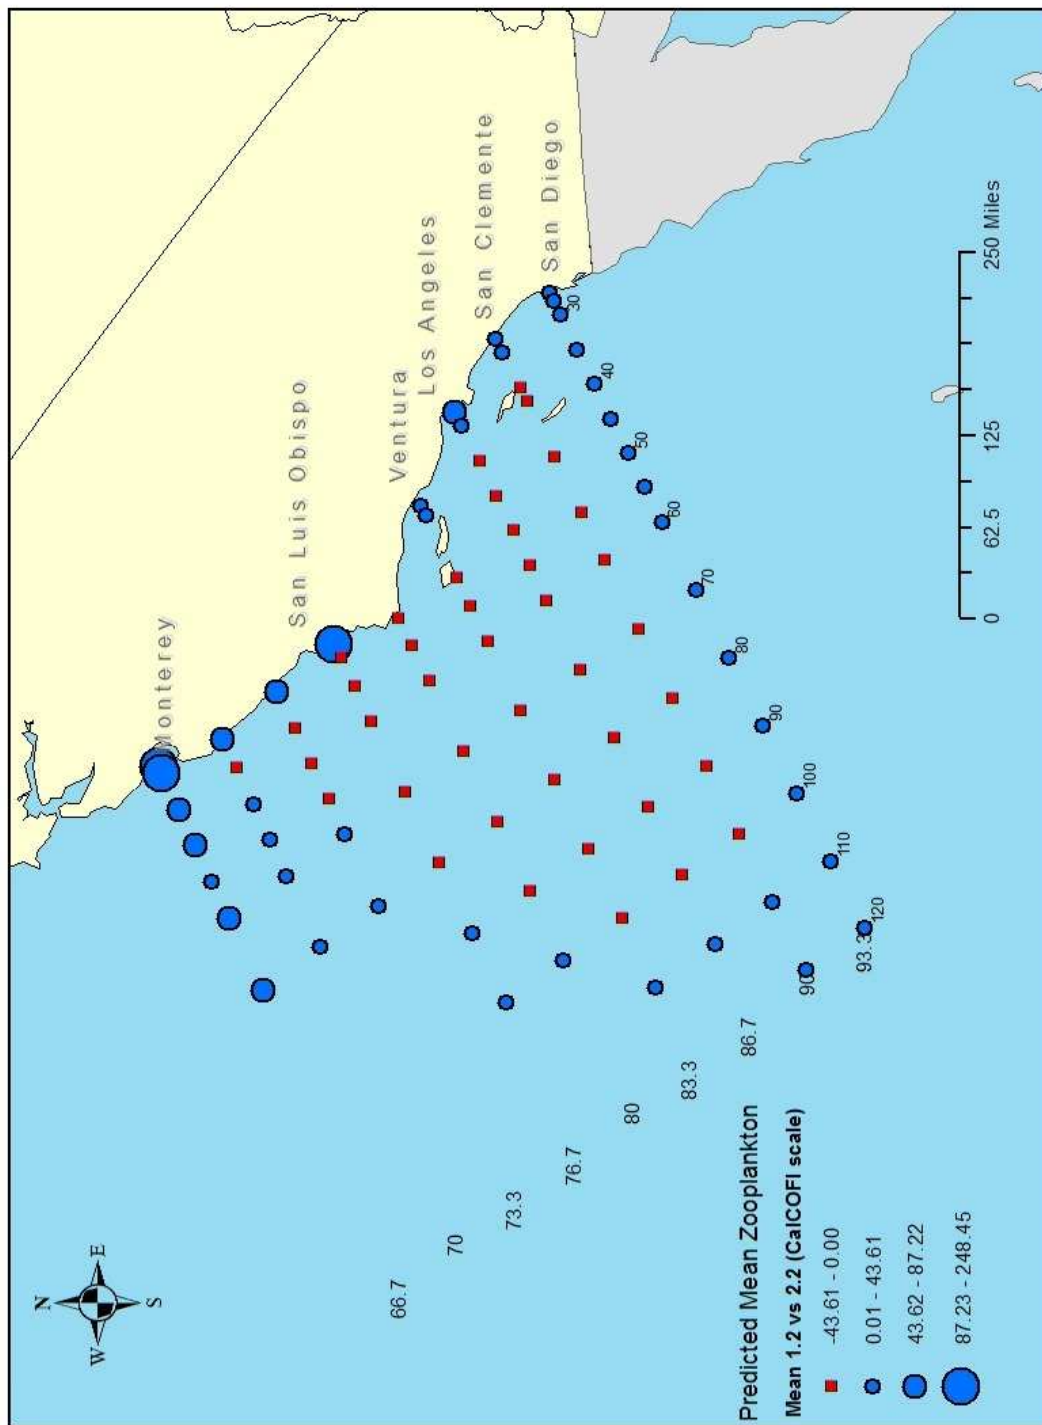 N
W
E
S
Monterey
San Luis Obispo
Ventura
Los Angeles
San Clemente
San Diego
30
40
50
60
70
80
90
100
110
120
93.3
90
86.7
83.3
80
76.7
73.3
70
66.7
0
62.5
125
250 Miles
Predicted Mean Zooplankton
Mean 1.2 vs 2.2 (CalCOFI scale)
-43.61 - 0.00
0.01 - 43.61
43.62 - 87.22
87.23 - 248.45